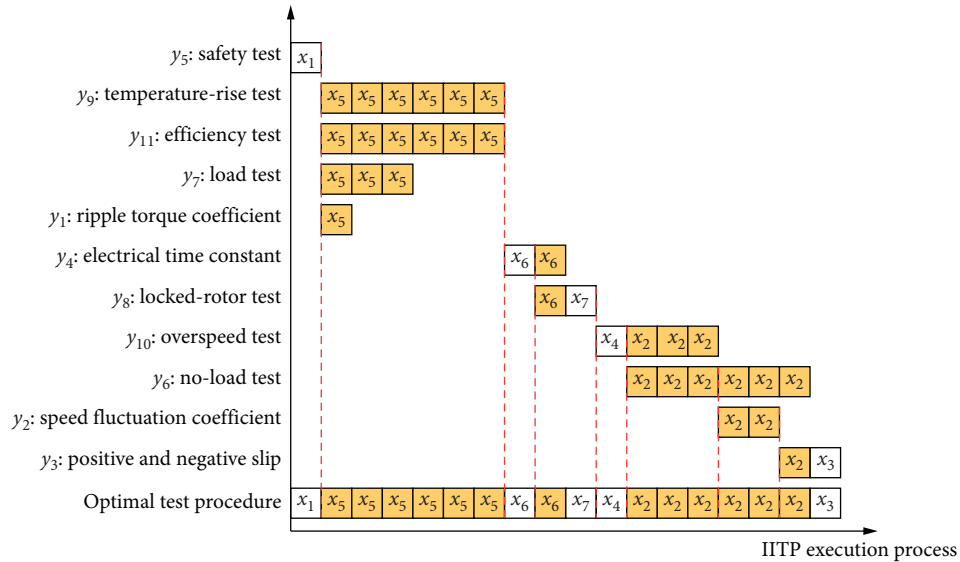 y5: safety test x1
y9: temperature-rise test x5 x5 x5 x5 x5 x5
y11: efficiency test x5 x5 x5 x5 x5 x5
y7: load test x5 x5 x5
y1: ripple torque coefficient x5
y4: electrical time constant x6 x6
y8: locked-rotor test x6 x7
y10: overspeed test x4 x2 x2 x2
y6: no-load test x2 x2 x2 x2 x2 x2
y2: speed fluctuation coefficient x2 x2
y3: positive and negative slip x2 x3
Optimal test procedure x1 x5 x5 x5 x5 x5 x5 x6 x6 x7 x4 x2 x2 x2 x2 x2 x2 x3
IITP execution process